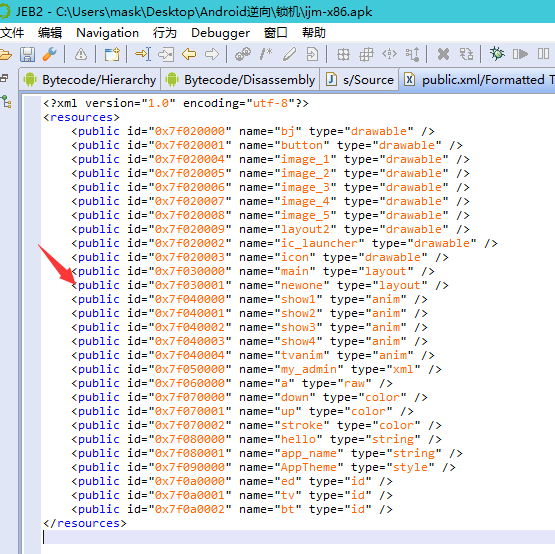 JEB2 - C:\Users\mask\Desktop\Android逆向\锁机\ijm-x86.apk
文件 编辑 Navigation 行为 Debugger 窗口 帮助
Bytecode/Hierarchy Bytecode/Disassembly s/Source public.xml/Formatted T
<?xml version="1.0" encoding="utf-8"?>
<resources>
<public id="0x7f020000" name="bj" type="drawable" />
<public id="0x7f020001" name="button" type="drawable" />
<public id="0x7f020004" name="image_1" type="drawable" />
<public id="0x7f020005" name="image_2" type="drawable" />
<public id="0x7f020006" name="image_3" type="drawable" />
<public id="0x7f020007" name="image_4" type="drawable" />
<public id="0x7f020008" name="image_5" type="drawable" />
<public id="0x7f020009" name="layout2" type="drawable" />
<public id="0x7f020002" name="ic_launcher" type="drawable" />
<public id="0x7f020003" name="icon" type="drawable" />
<public id="0x7f030000" name="main" type="layout" />
<public id="0x7f030001" name="newone" type="layout" />
<public id="0x7f040000" name="show1" type="anim" />
<public id="0x7f040001" name="show2" type="anim" />
<public id="0x7f040002" name="show3" type="anim" />
<public id="0x7f040003" name="show4" type="anim" />
<public id="0x7f040004" name="tvanim" type="anim" />
<public id="0x7f050000" name="my_admin" type="xml" />
<public id="0x7f060000" name="a" type="raw" />
<public id="0x7f070000" name="down" type="color" />
<public id="0x7f070001" name="up" type="color" />
<public id="0x7f070002" name="stroke" type="color" />
<public id="0x7f080000" name="hello" type="string" />
<public id="0x7f080001" name="app_name" type="string" />
<public id="0x7f090000" name="AppTheme" type="style" />
<public id="0x7f0a0000" name="ed" type="id" />
<public id="0x7f0a0001" name="tv" type="id" />
<public id="0x7f0a0002" name="bt" type="id" />
</resources>